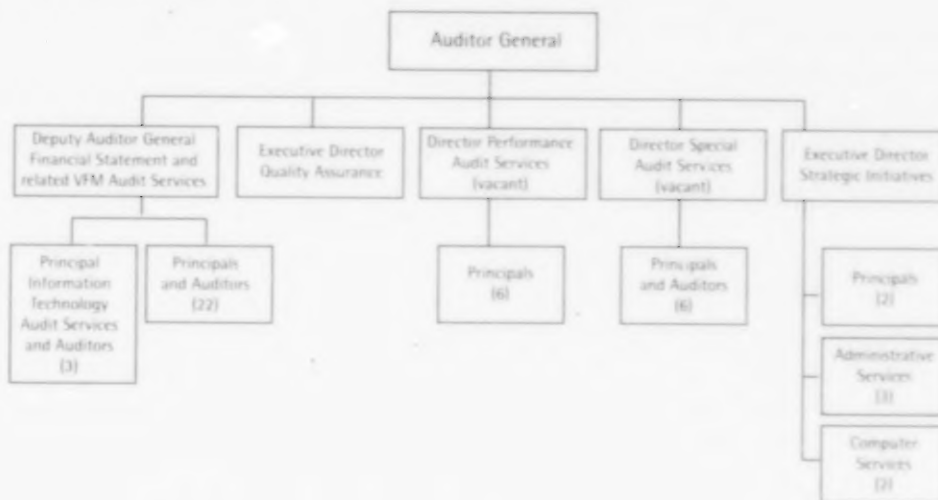 Auditor General
Deputy Auditor General
Financial Statement and
related VFM Audit Services
Executive Director
Quality Assurance
Director Performance
Audit Services
(vacant)
Director Special
Audit Services
(vacant)
Executive Director
Strategic Initiatives
Principal
Information
Technology
Audit Services
and Auditors
(3)
Principals
and Auditors
(22)
Principals
(6)
Principals
and Auditors
(6)
Principals
(2)
Administrative
Services
(3)
Computer
Services
(2)